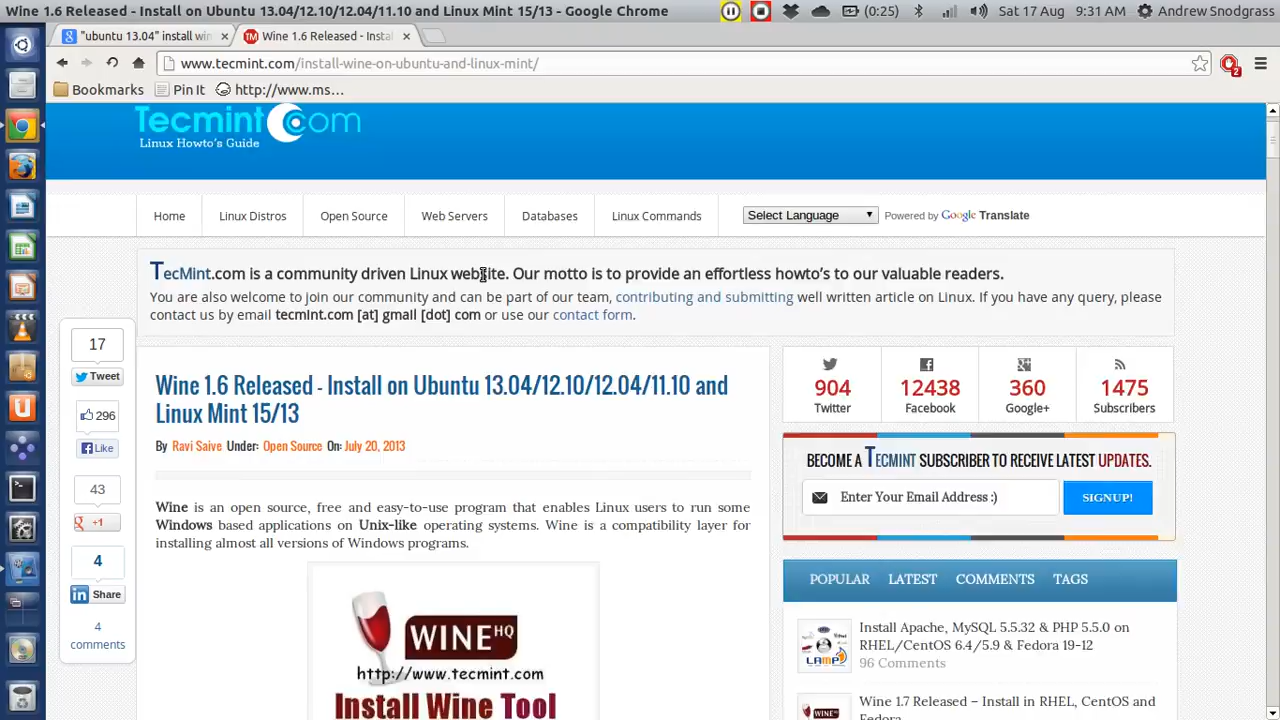 Wine 1.6 Released - Install on Ubuntu 13.04/12.10/12.04/11.10 and Linux Mint 15/13 - Google Chrome
(0:25)
Sat 17 Aug
9:31 AM
Andrew Snodgrass
"ubuntu 13.04" install win
Wine 1.6 Released - Instal
www.tecmint.com/install-wine-on-ubuntu-and-linux-mint/
2
Bookmarks
Pin It
http://www.ms...
Tecmint.com
Linux Howto's Guide
Home
Linux Distros
Open Source
Web Servers
Databases
Linux Commands
Select Language
Powered by Google Translate
TecMint.com is a community driven Linux website. Our motto is to provide an effortless howto's to our valuable readers.
You are also welcome to join our community and can be part of our team, contributing and submitting well written article on Linux. If you have any query, please
contact us by email tecmint.com [at] gmail [dot] com or use our contact form.
17
Tweet
296
Like
43
+1
4
Share
4
comments
Wine 1.6 Released - Install on Ubuntu 13.04/12.10/12.04/11.10 and
Linux Mint 15/13
By Ravi Saive Under: Open Source On: July 20, 2013
Wine is an open source, free and easy-to-use program that enables Linux users to run some
Windows based applications on Unix-like operating systems. Wine is a compatibility layer for
installing almost all versions of Windows programs.
WINE HQ
http://www.tecmint.com
Install Wine Tool
904
Twitter
12438
Facebook
360
Google+
1475
Subscribers
BECOME A TECMINT SUBSCRIBER TO RECEIVE LATEST UPDATES.
Enter Your Email Address :)
SIGNUP!
POPULAR
LATEST
COMMENTS
TAGS
LAMP
Install Apache, MySQL 5.5.32 & PHP 5.5.0 on
RHEL/CentOS 6.4/5.9 & Fedora 19-12
96 Comments
Wine 1.7 Released – Install in RHEL, CentOS and
Fedora